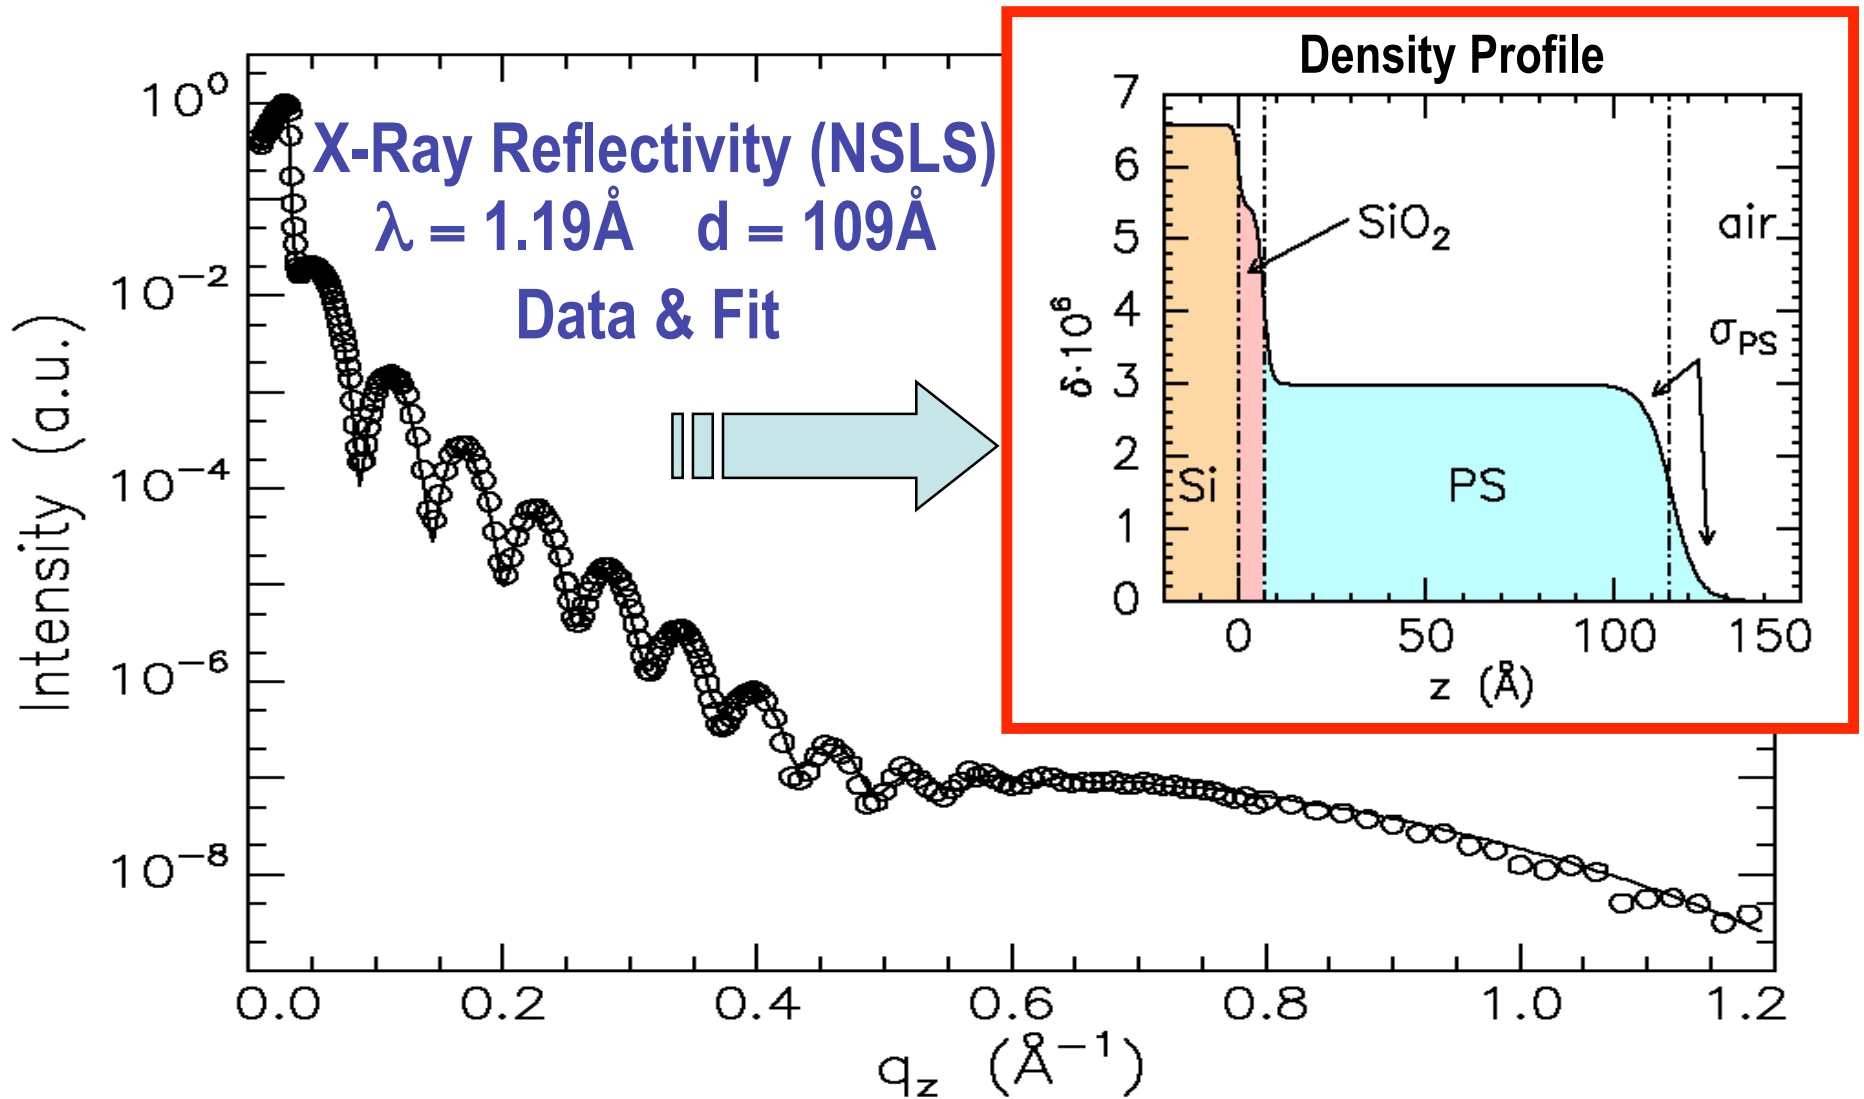 X-Ray Reflectivity (NSLS)
λ = 1.19Å d = 109Å
Data & Fit
Intensity (a.u.)
10⁰
10⁻²
10⁻⁴
10⁻⁶
10⁻⁸
0.0 0.2 0.4 0.6 0.8 1.0 1.2
q_z (Å⁻¹)
Density Profile
δ·10⁶
7
6
5
4
3
2
1
0
SiO₂
air
σ_PS
Si
PS
0 50 100 150
z (Å)